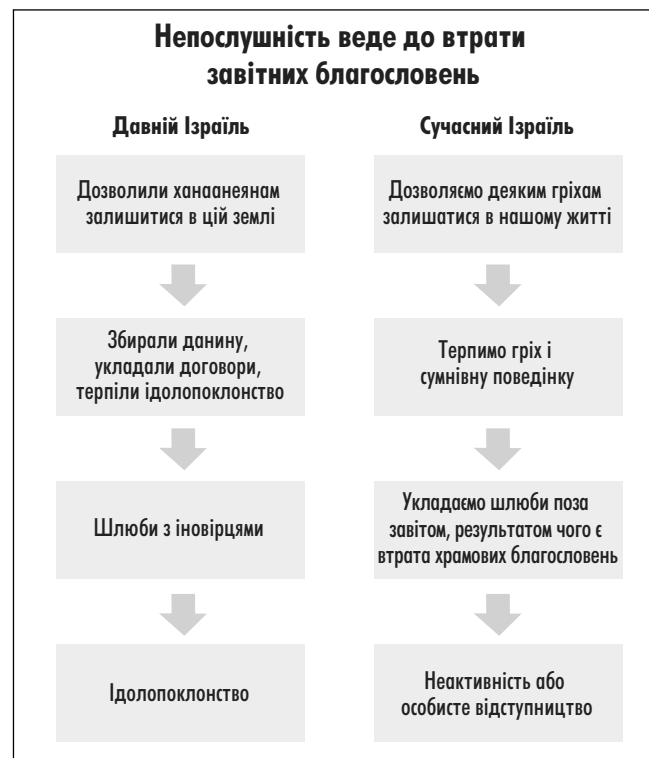 Непослушність веде до втрати
завітних благословень
Давній Ізраїль
Дозволили ханаанеянам
залишитися в цій землі
Збирали данину,
укладали договори,
терпіли ідолопоклонство
Шлюби з іновірцями
Ідолопоклонство
Сучасний Ізраїль
Дозволяємо деяким гріхам
залишатися в нашому житті
Терпимо гріх і
сумнівну поведінку
Укладаємо шлюби поза
завітом, результатом чого є
втрата храмових благословень
Неактивність або
особисте відступництво